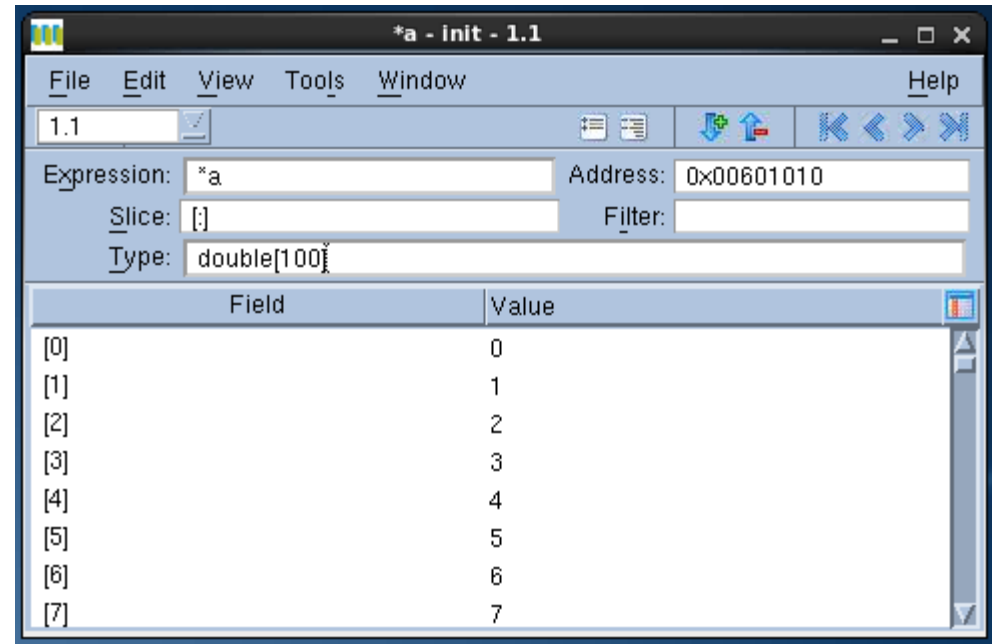 *a - init - 1.1
File Edit View Tools Window Help
1.1
Expression: *a Address: 0x00601010
Slice: [:] Filter:
Type: double[100]
Field Value
[0] 0
[1] 1
[2] 2
[3] 3
[4] 4
[5] 5
[6] 6
[7] 7